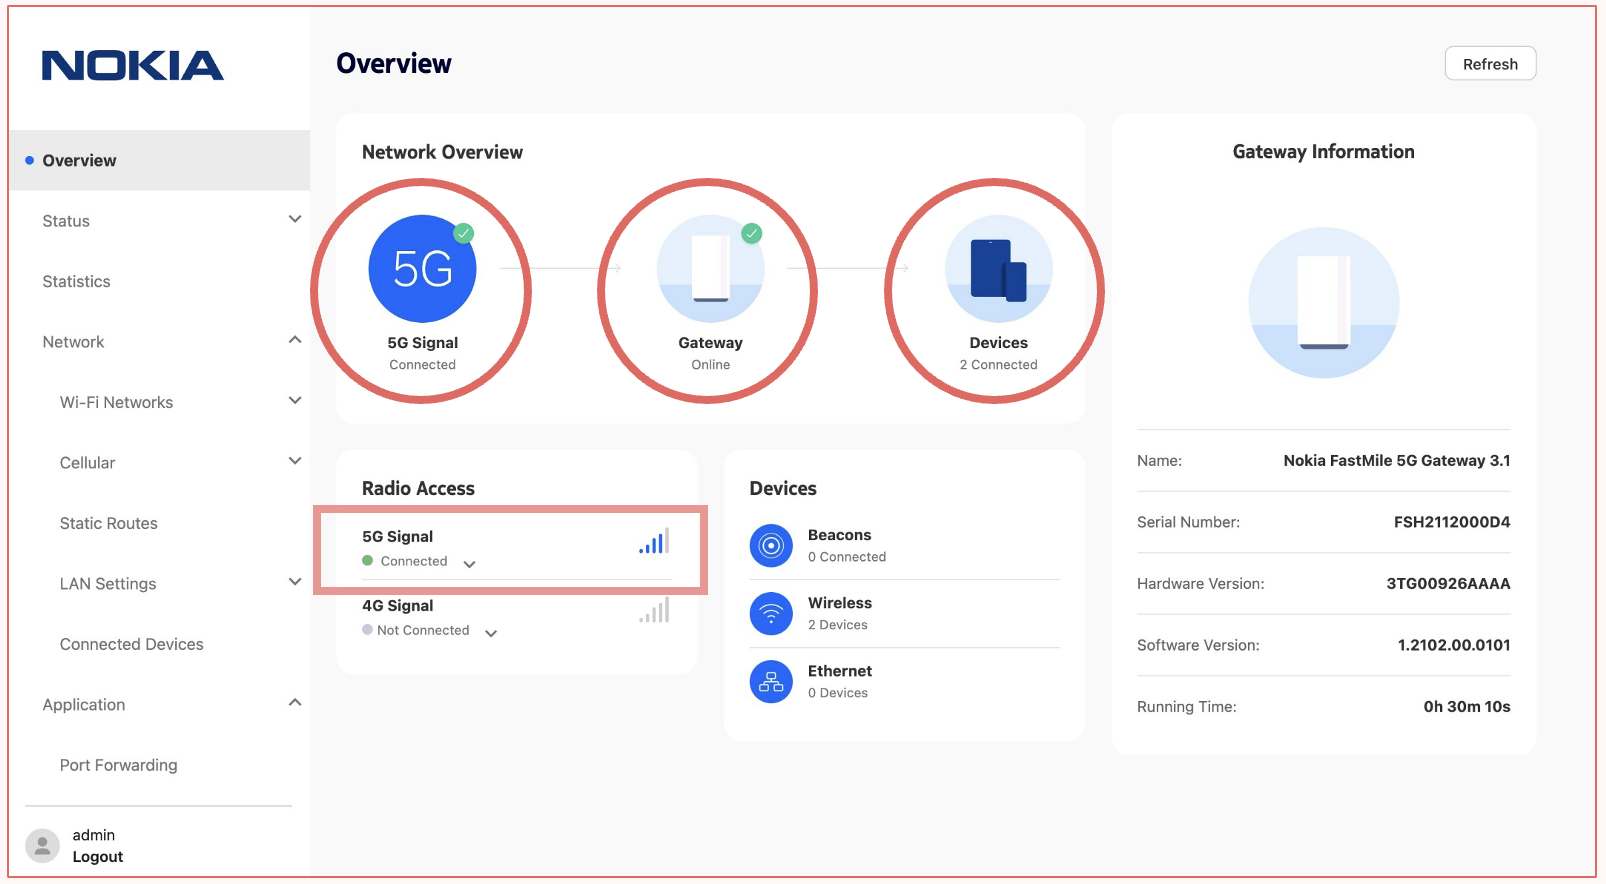 NOKIA
Overview
Status
Statistics
Network
Wi-Fi Networks
Cellular
Static Routes
LAN Settings
Connected Devices
Application
Port Forwarding
admin
Logout
Overview
Refresh
Network Overview
5G
5G Signal
Connected
Gateway
Online
Devices
2 Connected
Radio Access
5G Signal
Connected
4G Signal
Not Connected
Devices
Beacons
0 Connected
Wireless
2 Devices
Ethernet
0 Devices
Gateway Information
Name: Nokia FastMile 5G Gateway 3.1
Serial Number: FSH2112000D4
Hardware Version: 3TG00926AAAA
Software Version: 1.2102.00.0101
Running Time: 0h 30m 10s